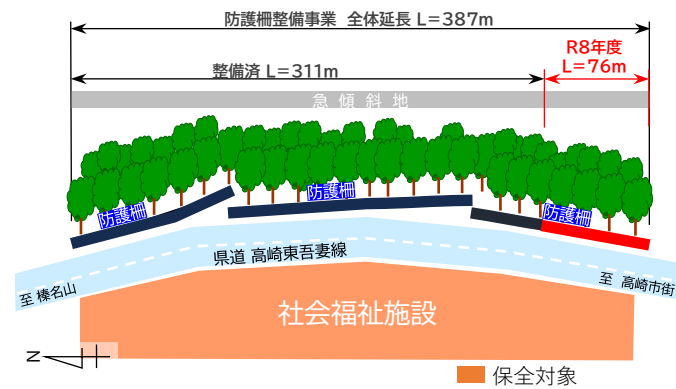 防護柵整備事業 全体延長 L=387m
R8年度
L=76m
整備済 L=311m
急傾斜地
防護柵
防護柵
防護柵
県道 高崎東吾妻線
至 榛名山
至 高崎市街
社会福祉施設
N
保全対象